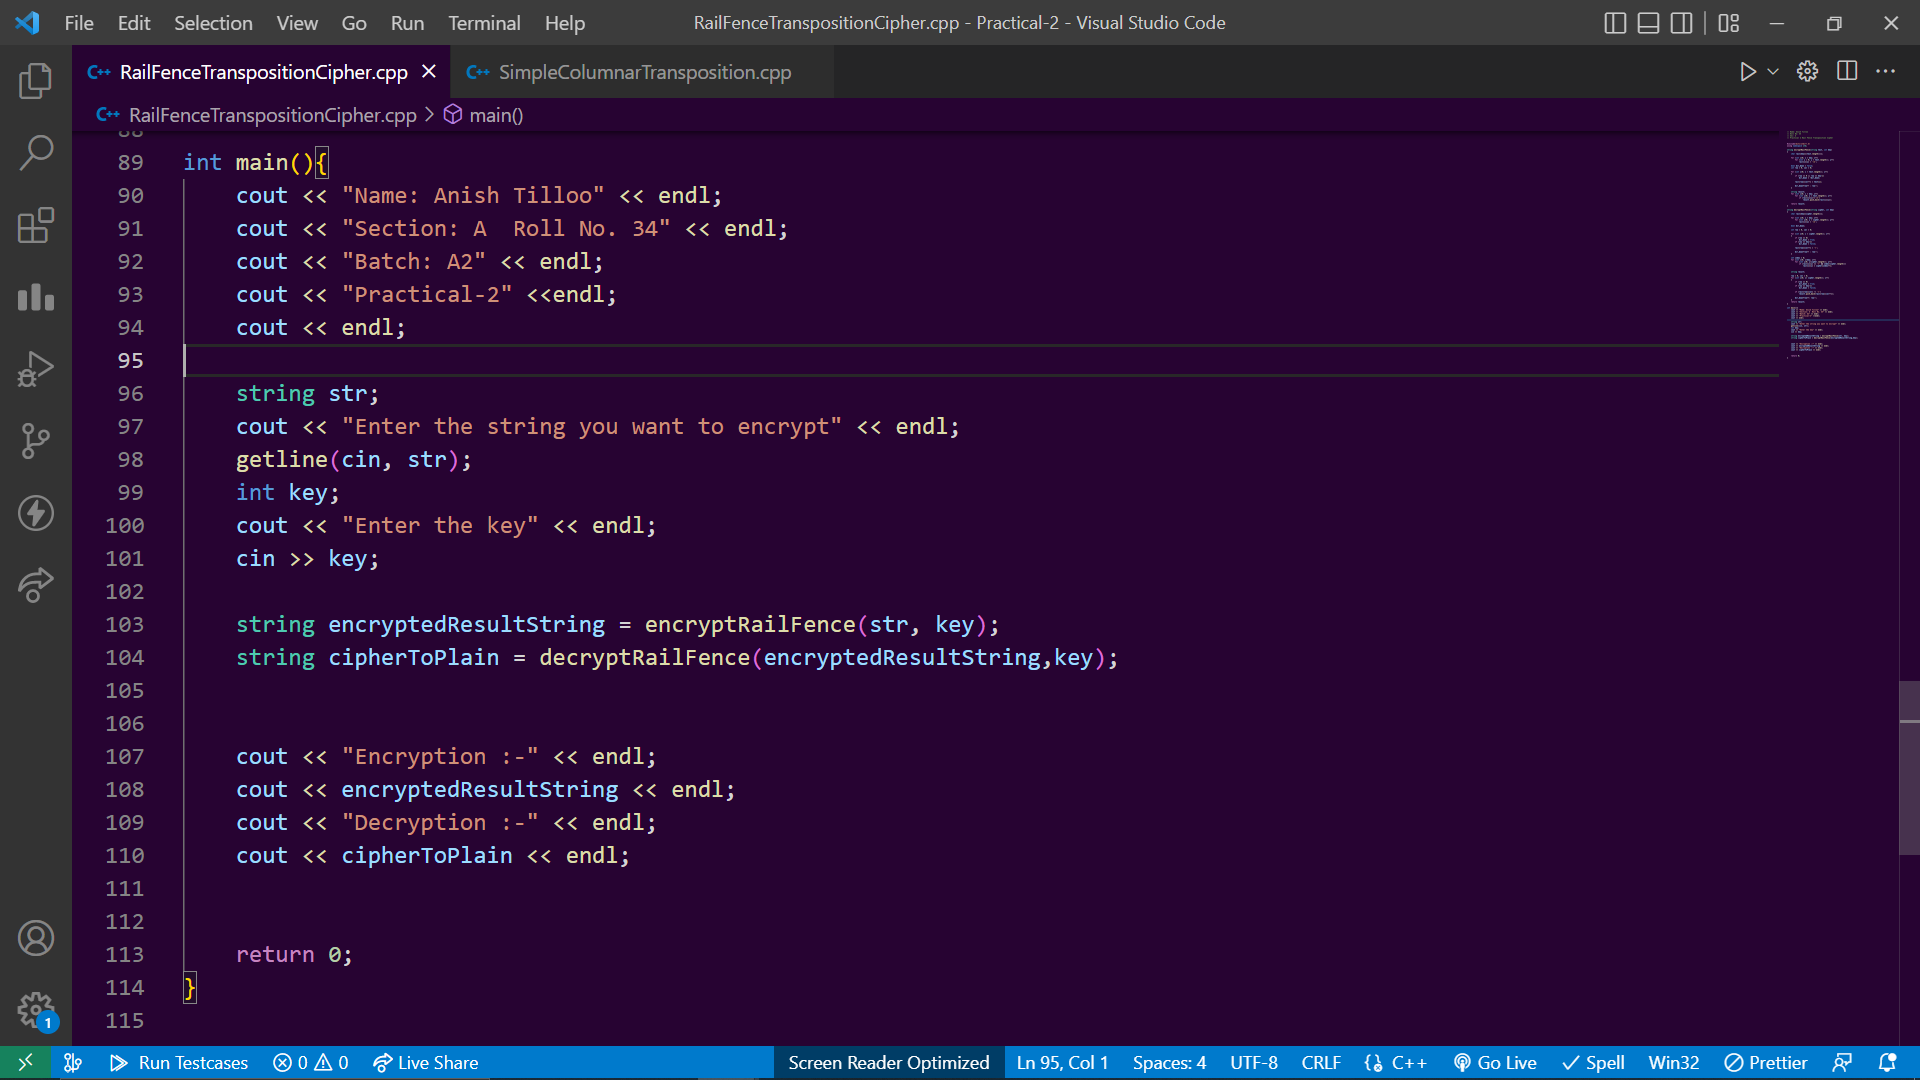 File Edit Selection View Go Run Terminal Help RailFenceTranspositionCipher.cpp - Practical-2 - Visual Studio Code
C++ RailFenceTranspositionCipher.cpp C++ SimpleColumnarTransposition.cpp
C++ RailFenceTranspositionCipher.cpp > main()
88
89 int main(){
90 cout << "Name: Anish Tilloo" << endl;
91 cout << "Section: A  Roll No. 34" << endl;
92 cout << "Batch: A2" << endl;
93 cout << "Practical-2" <<endl;
94 cout << endl;
95
96 string str;
97 cout << "Enter the string you want to encrypt" << endl;
98 getline(cin, str);
99 int key;
100 cout << "Enter the key" << endl;
101 cin >> key;
102
103 string encryptedResultString = encryptRailFence(str, key);
104 string cipherToPlain = decryptRailFence(encryptedResultString,key);
105
106
107 cout << "Encryption :-" << endl;
108 cout << encryptedResultString << endl;
109 cout << "Decryption :-" << endl;
110 cout << cipherToPlain << endl;
111
112
113 return 0;
114 }
115
1
Run Testcases 0 0 Live Share Screen Reader Optimized Ln 95, Col 1 Spaces: 4 UTF-8 CRLF C++ Go Live Spell Win32 Prettier